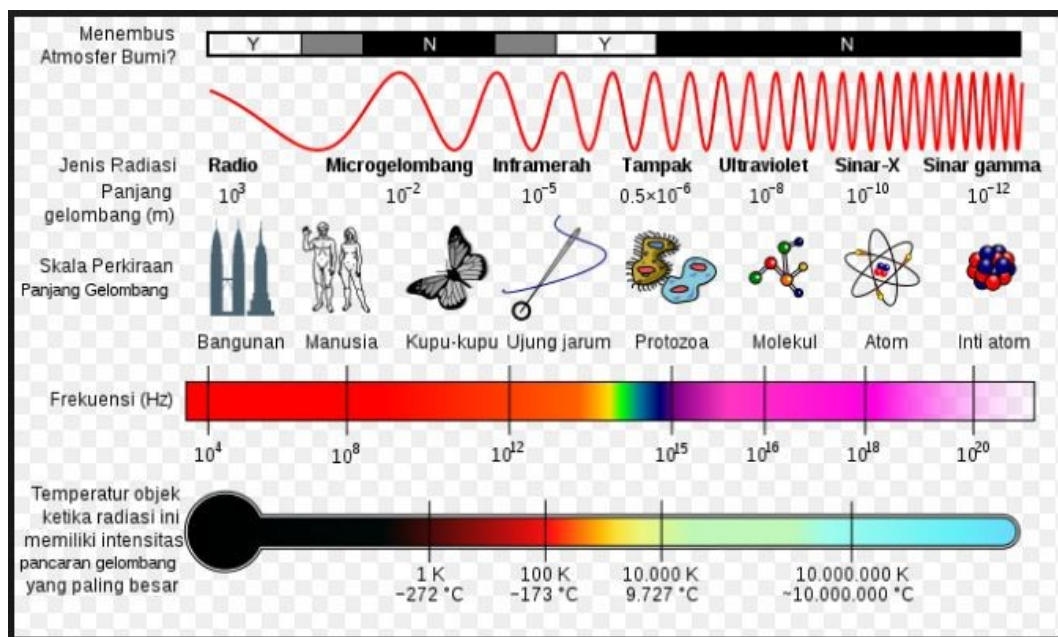 Menembus
Atmosfer Bumi?
Y N Y N
Jenis Radiasi Radio Microgelombang Inframerah Tampak Ultraviolet Sinar-X Sinar gamma
Panjang
gelombang (m)
10³ 10⁻² 10⁻⁵ 0.5×10⁻⁶ 10⁻⁸ 10⁻¹⁰ 10⁻¹²
Skala Perkiraan
Panjang Gelombang
Bangunan Manusia Kupu-kupu Ujung jarum Protozoa Molekul Atom Inti atom
Frekuensi (Hz)
10⁴ 10⁸ 10¹² 10¹⁵ 10¹⁶ 10¹⁸ 10²⁰
Temperatur objek
ketika radiasi ini
memiliki intensitas
pancaran gelombang
yang paling besar
1 K 100 K 10.000 K 10.000.000 K
−272 °C −173 °C 9.727 °C ~10.000.000 °C